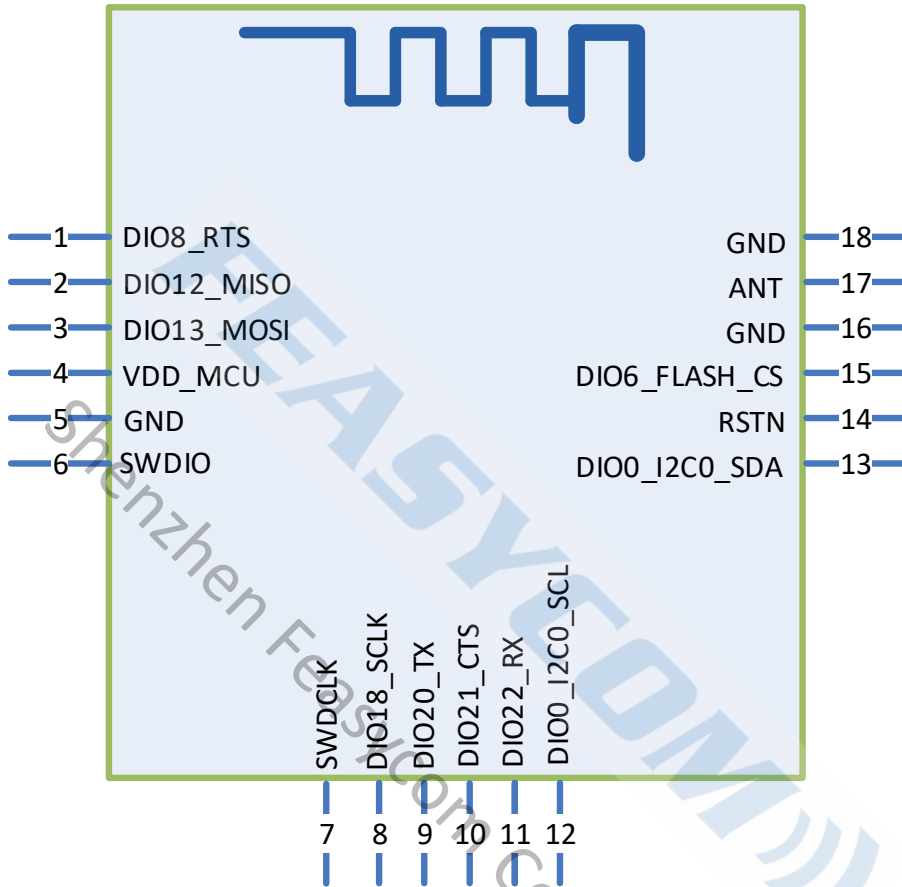 1 DIO8_RTS
2 DIO12_MISO
3 DIO13_MOSI
4 VDD_MCU
5 GND
6 SWDIO
GND 18
ANT 17
GND 16
DIO6_FLASH_CS 15
RSTN 14
DIO0_I2C0_SDA 13
SWDCLK
DIO18_SCLK
DIO20_TX
DIO21_CTS
DIO22_RX
DIO0_I2C0_SCL
7 8 9 10 11 12
FEASYCOM
Shenzhen Feasycom